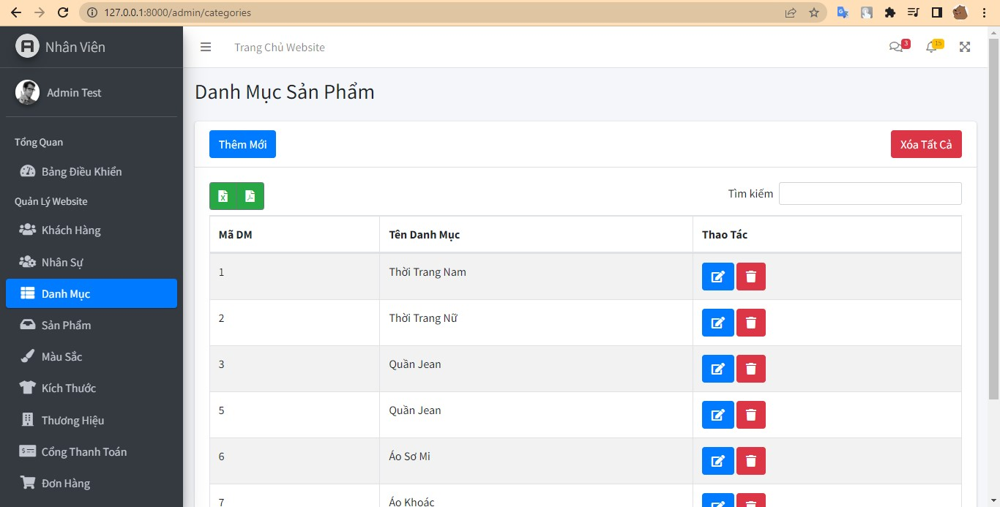 127.0.0.1:8000/admin/categories
Nhân Viên
Trang Chủ Website
3
15
Admin Test
Danh Mục Sản Phẩm
Thêm Mới
Xóa Tất Cả
Tổng Quan
Bảng Điều Khiển
Quản Lý Website
Khách Hàng
Nhân Sự
Danh Mục
Sản Phẩm
Màu Sắc
Kích Thước
Thương Hiệu
Cổng Thanh Toán
Đơn Hàng
Tìm kiếm
Mã DM Tên Danh Mục Thao Tác
1 Thời Trang Nam
2 Thời Trang Nữ
3 Quần Jean
5 Quần Jean
6 Áo Sơ Mi
7 Áo Khoác